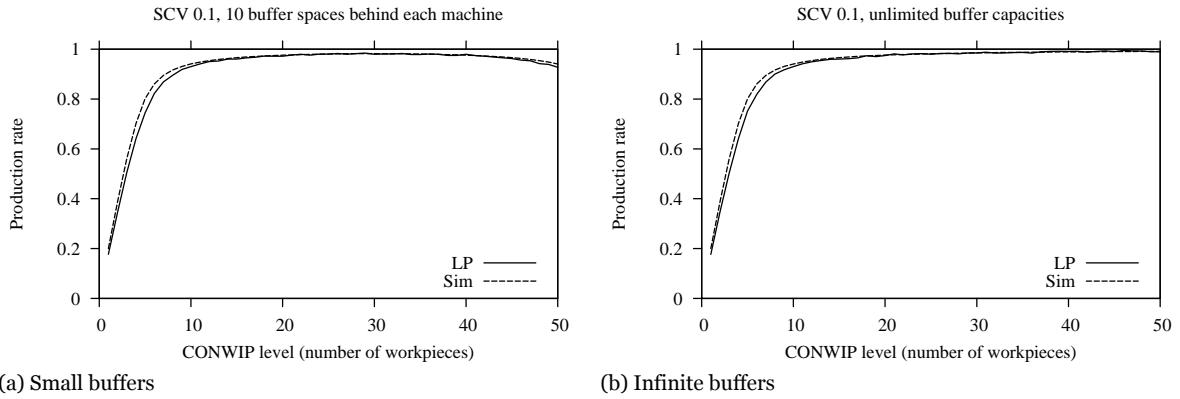 SCV 0.1, 10 buffer spaces behind each machine
1
0.8
0.6
0.4
0.2
0
Production rate
LP
Sim
0 10 20 30 40 50
CONWIP level (number of workpieces)
(a) Small buffers
SCV 0.1, unlimited buffer capacities
1
0.8
0.6
0.4
0.2
0
Production rate
LP
Sim
0 10 20 30 40 50
CONWIP level (number of workpieces)
(b) Infinite buffers